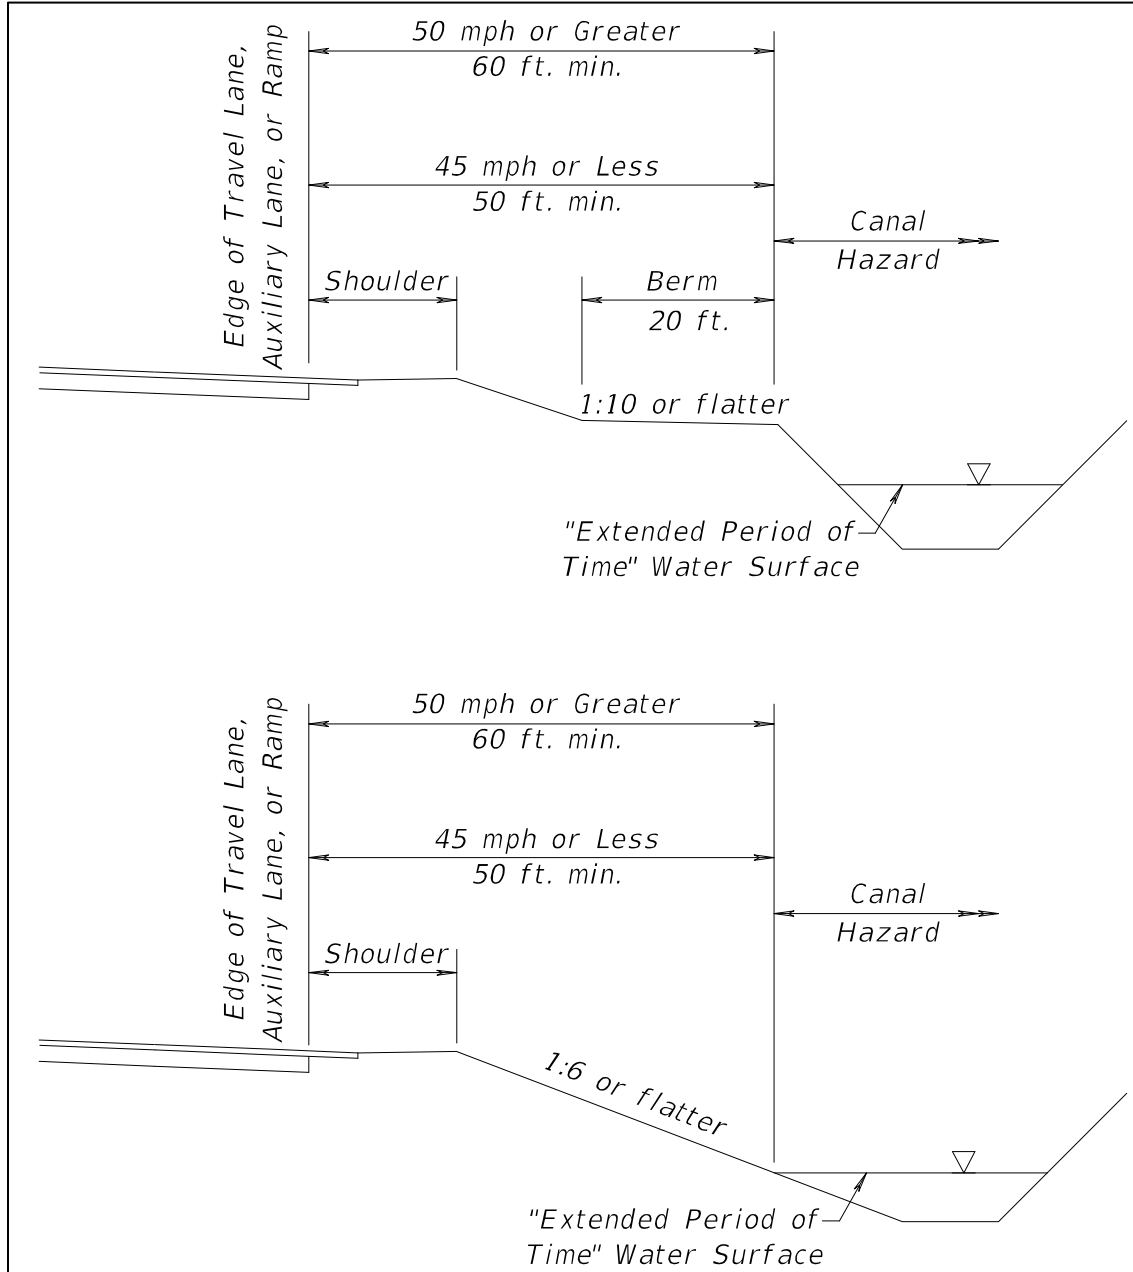 50 mph or Greater
60 ft. min.
Edge of Travel Lane,
Auxiliary Lane, or Ramp
45 mph or Less
50 ft. min.
Canal
Hazard
Shoulder
Berm
20 ft.
1:10 or flatter
"Extended Period of
Time" Water Surface
50 mph or Greater
60 ft. min.
Edge of Travel Lane,
Auxiliary Lane, or Ramp
45 mph or Less
50 ft. min.
Canal
Hazard
Shoulder
1:6 or flatter
"Extended Period of
Time" Water Surface